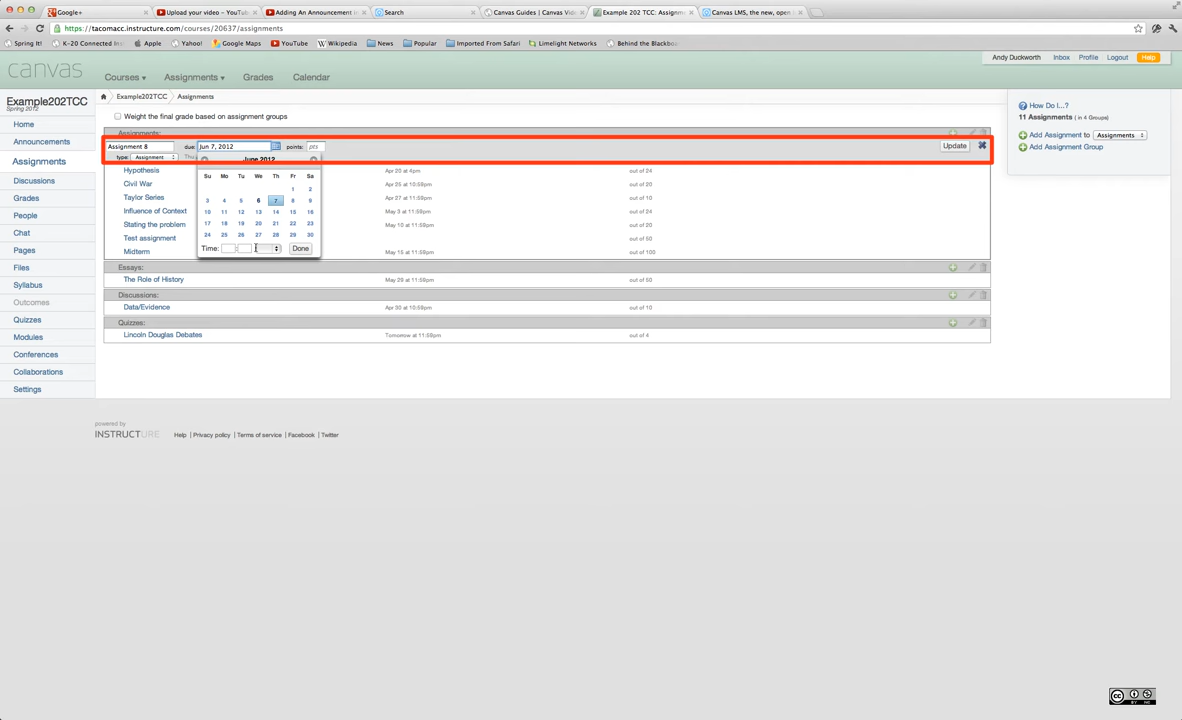 Google+
Upload your video – YouTu
Adding An Announcement in
Search
Canvas Guides | Canvas Vid
Example 202 TCC: Assignm
Canvas LMS, the new, open
https://tacomacc.instructure.com/courses/20637/assignments
Spring It!
K-20 Connected In
Apple
Yahoo!
Google Maps
YouTube
Wikipedia
News
Popular
Imported From Safari
Limelight Networks
Behind the Blackbo
Andy Duckworth Inbox Profile Logout Help
canvas
Courses Assignments Grades Calendar
Example202TCC
Spring 2012
Example202TCC Assignments
Home
Announcements
Assignments
Discussions
Grades
People
Chat
Pages
Files
Syllabus
Outcomes
Quizzes
Modules
Conferences
Collaborations
Settings
Weight the final grade based on assignment groups
Assignments:
Assignment 8 due: Jun 7, 2012 points: pts Update
type: Assignment
June 2012
Su Mo Tu We Th Fr Sa
1 2
3 4 5 6 7 8 9
10 11 12 13 14 15 16
17 18 19 20 21 22 23
24 25 26 27 28 29 30
Time: : Done
Hypothesis Apr 20 at 4pm out of 24
Civil War Apr 25 at 10:59pm out of 20
Taylor Series Apr 27 at 11:59pm out of 10
Influence of Context May 3 at 11:59pm out of 24
Stating the problem May 10 at 11:59pm out of 20
Test assignment out of 50
Midterm May 15 at 11:59pm out of 100
Essays:
The Role of History May 29 at 11:59pm out of 50
Discussions:
Data/Evidence Apr 30 at 10:59pm out of 10
Quizzes:
Lincoln Douglas Debates Tomorrow at 11:59pm out of 4
How Do I...?
11 Assignments ( in 4 Groups)
Add Assignment to Assignments
Add Assignment Group
powered by
INSTRUCTURE
Help | Privacy policy | Terms of service | Facebook | Twitter
cc
BY NC